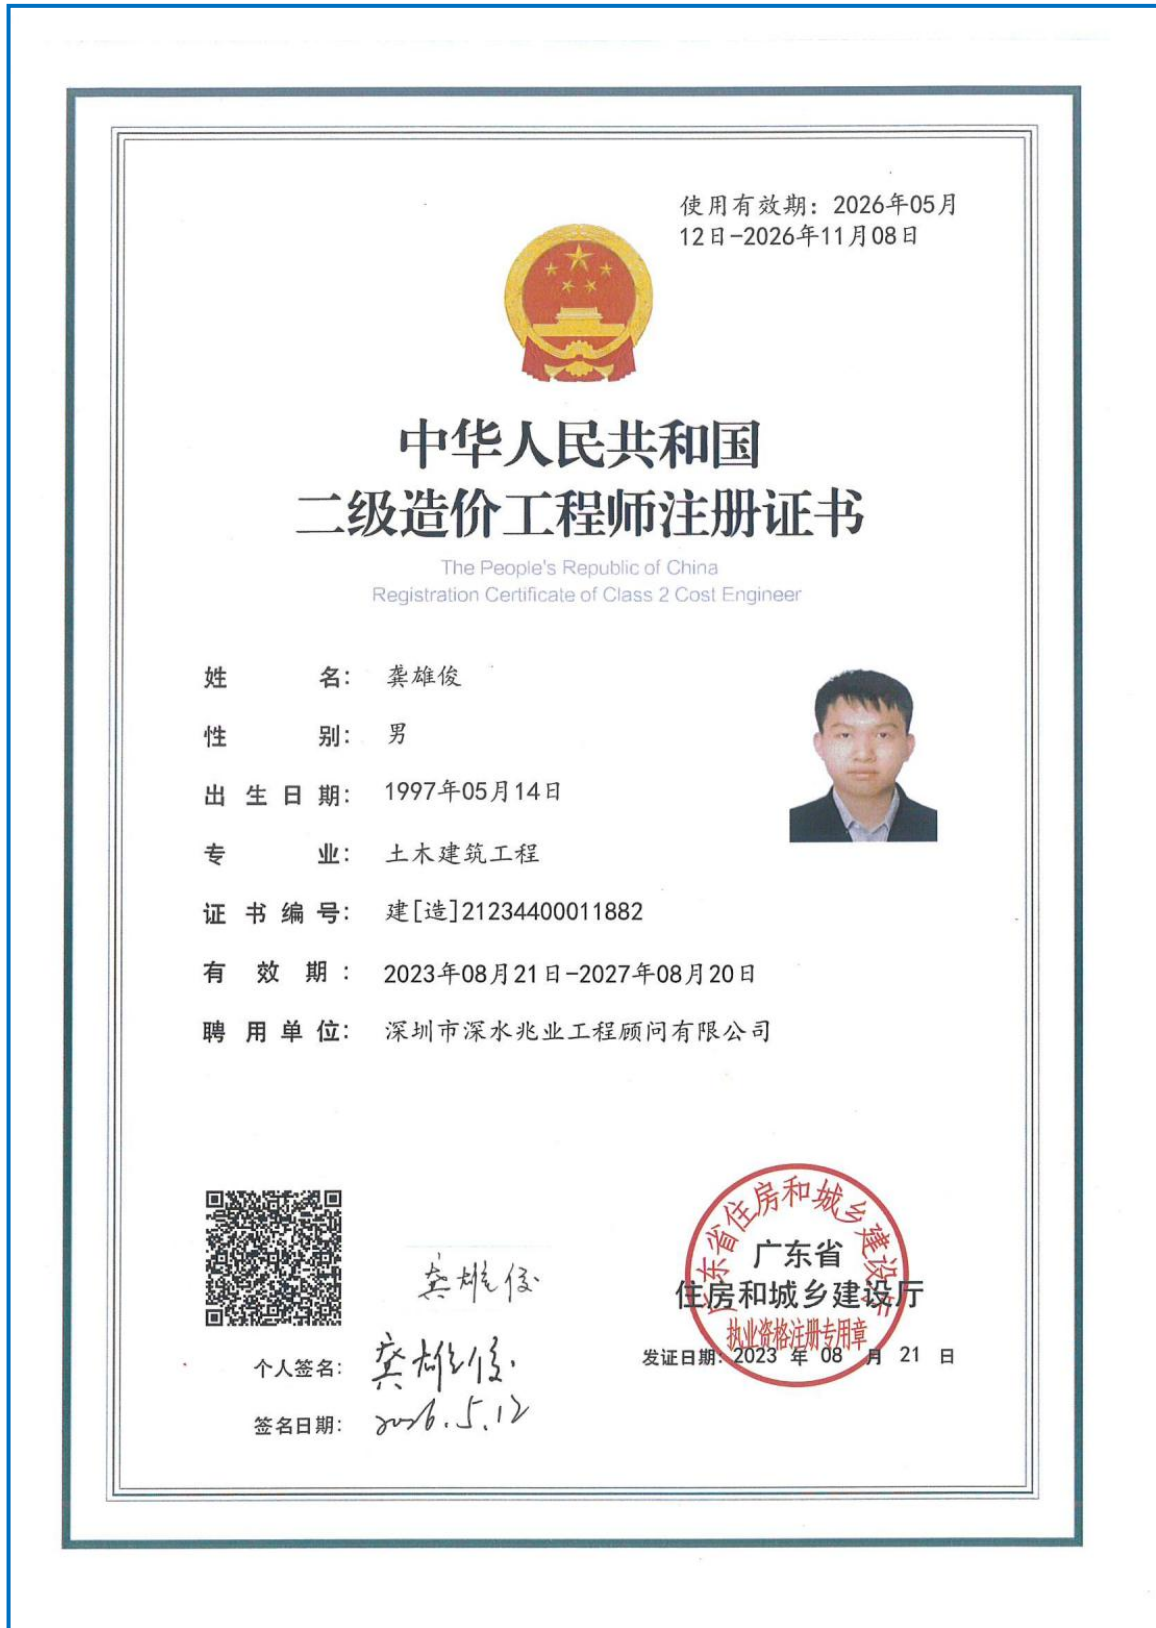 使用有效期：2026年05月
12日-2026年11月08日
中华人民共和国
二级造价工程师注册证书
The People's Republic of China
Registration Certificate of Class 2 Cost Engineer
姓 名： 龚雄俊
性 别： 男
出生日期： 1997年05月14日
专 业： 土木建筑工程
证书编号： 建[造]21234400011882
有效期： 2023年08月21日-2027年08月20日
聘用单位： 深圳市深水兆业工程顾问有限公司
龚雄俊
个人签名： 龚雄俊
签名日期： 2026.5.12
广东省住房和城乡建设厅
广东省
住房和城乡建设厅
执业资格注册专用章
发证日期：2023 年 08 月 21 日